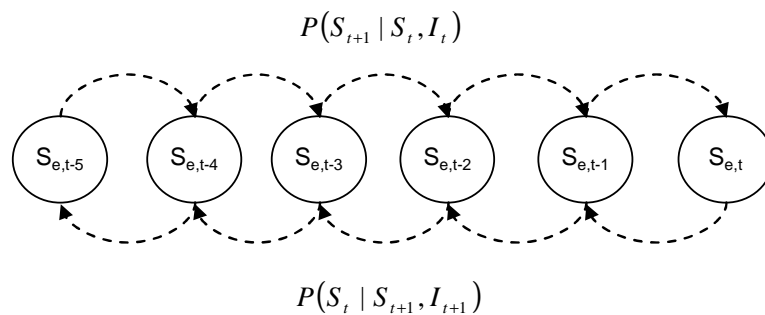 P(S_{t+1} | S_t, I_t)
S_{e,t-5} S_{e,t-4} S_{e,t-3} S_{e,t-2} S_{e,t-1} S_{e,t}
P(S_t | S_{t+1}, I_{t+1})